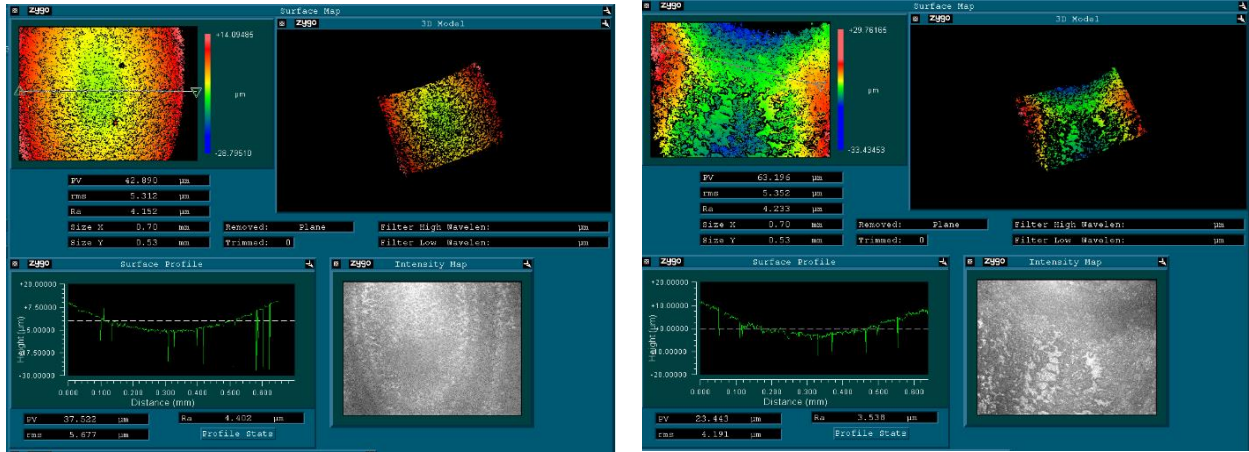 zygo Surface Map
zygo 3D Model
+14.09485
µm
-28.79510
PV 42.890 µm
rms 5.312 µm
Ra 4.152 µm
Size X 0.70 mm
Size Y 0.53 mm
Removed: Plane
Trimmed: 0
Filter High Wavelen: µm
Filter Low Wavelen: µm
zygo Surface Profile
+20.00000
+7.50000
-5.00000
-17.50000
-30.00000
Height (µm)
0.000 0.100 0.200 0.300 0.400 0.500 0.600
Distance (mm)
PV 37.522 µm
rms 5.677 µm
Ra 4.402 µm
Profile Stats
zygo Intensity Map
zygo Surface Map
zygo 3D Model
+29.76165
µm
-33.43453
PV 63.196 µm
rms 5.352 µm
Ra 4.233 µm
Size X 0.70 mm
Size Y 0.53 mm
Removed: Plane
Trimmed: 0
Filter High Wavelen: µm
Filter Low Wavelen: µm
zygo Surface Profile
+20.00000
+10.00000
+0.00000
-10.00000
-20.00000
Height (µm)
0.000 0.100 0.200 0.300 0.400 0.500 0.600
Distance (mm)
PV 23.443 µm
rms 4.191 µm
Ra 3.538 µm
Profile Stats
zygo Intensity Map